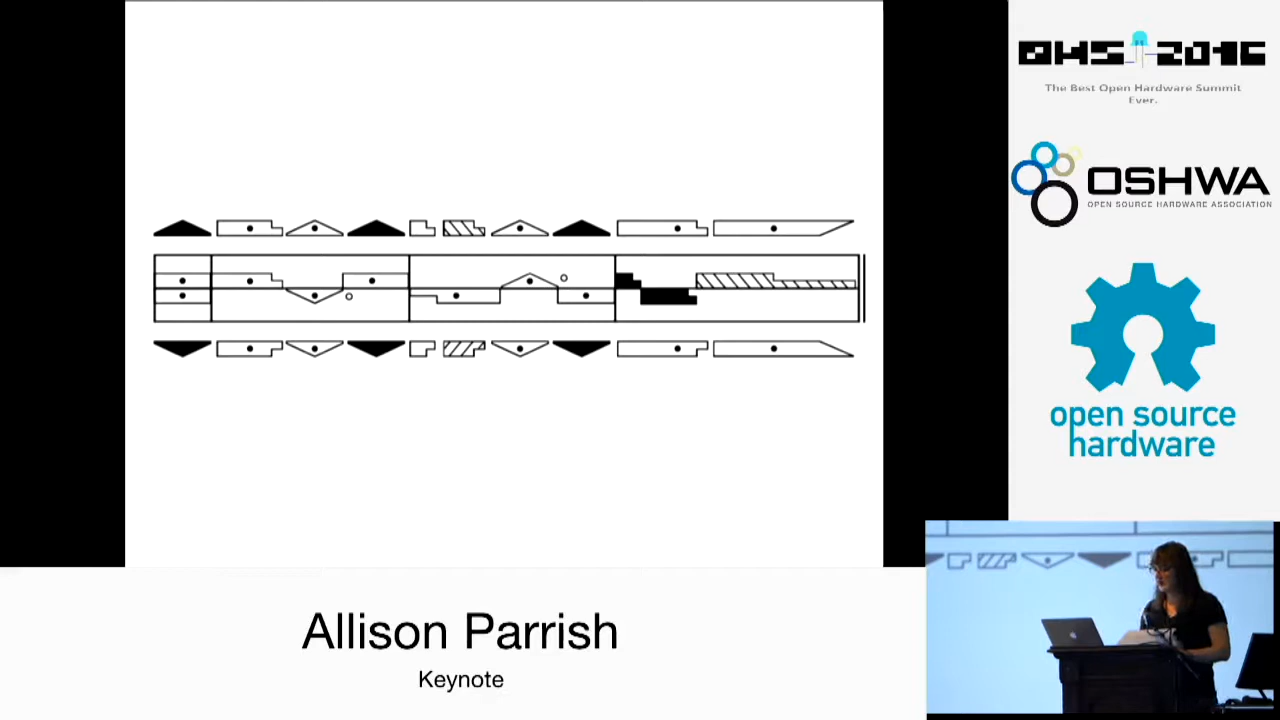 OHS 2016
The Best Open Hardware Summit
Ever.
OSHWA
OPEN SOURCE HARDWARE ASSOCIATION
open source
hardware
Allison Parrish
Keynote